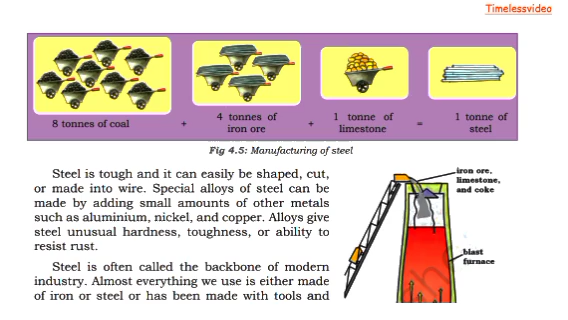 Timelessvideo
8 tonnes of coal + 4 tonnes of iron ore + 1 tonne of limestone = 1 tonne of steel
Fig 4.5: Manufacturing of steel
Steel is tough and it can easily be shaped, cut,
or made into wire. Special alloys of steel can be
made by adding small amounts of other metals
such as aluminium, nickel, and copper. Alloys give
steel unusual hardness, toughness, or ability to
resist rust.
Steel is often called the backbone of modern
industry. Almost everything we use is either made
of iron or steel or has been made with tools and
iron ore,
limestone,
and coke
blast
furnace